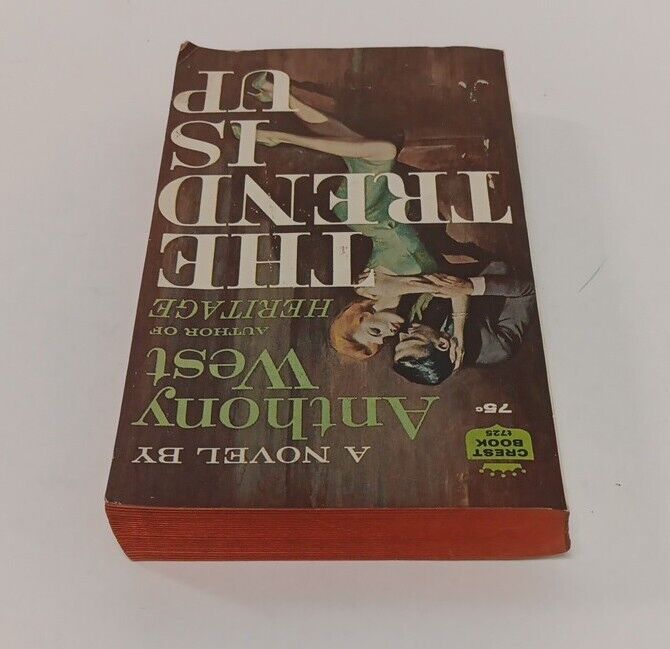 CREST
BOOK
t725
75¢
A NOVEL BY
Anthony
West
AUTHOR OF
HERITAGE
THE
TREND
IS
UP